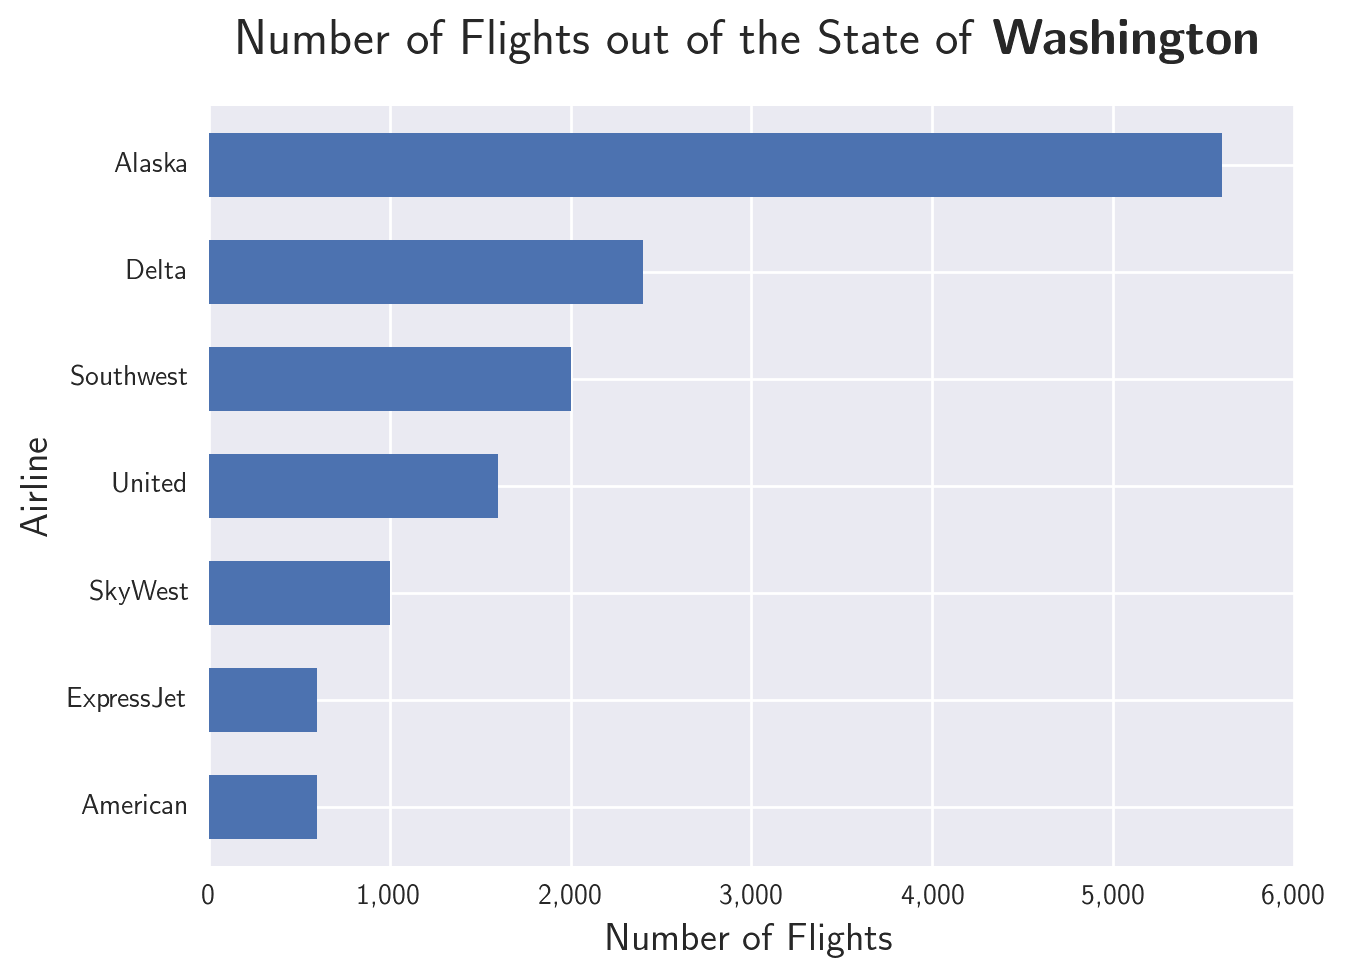 Number of Flights out of the State of Washington
Alaska
Delta
Southwest
United
SkyWest
ExpressJet
American
Airline
0 1,000 2,000 3,000 4,000 5,000 6,000
Number of Flights